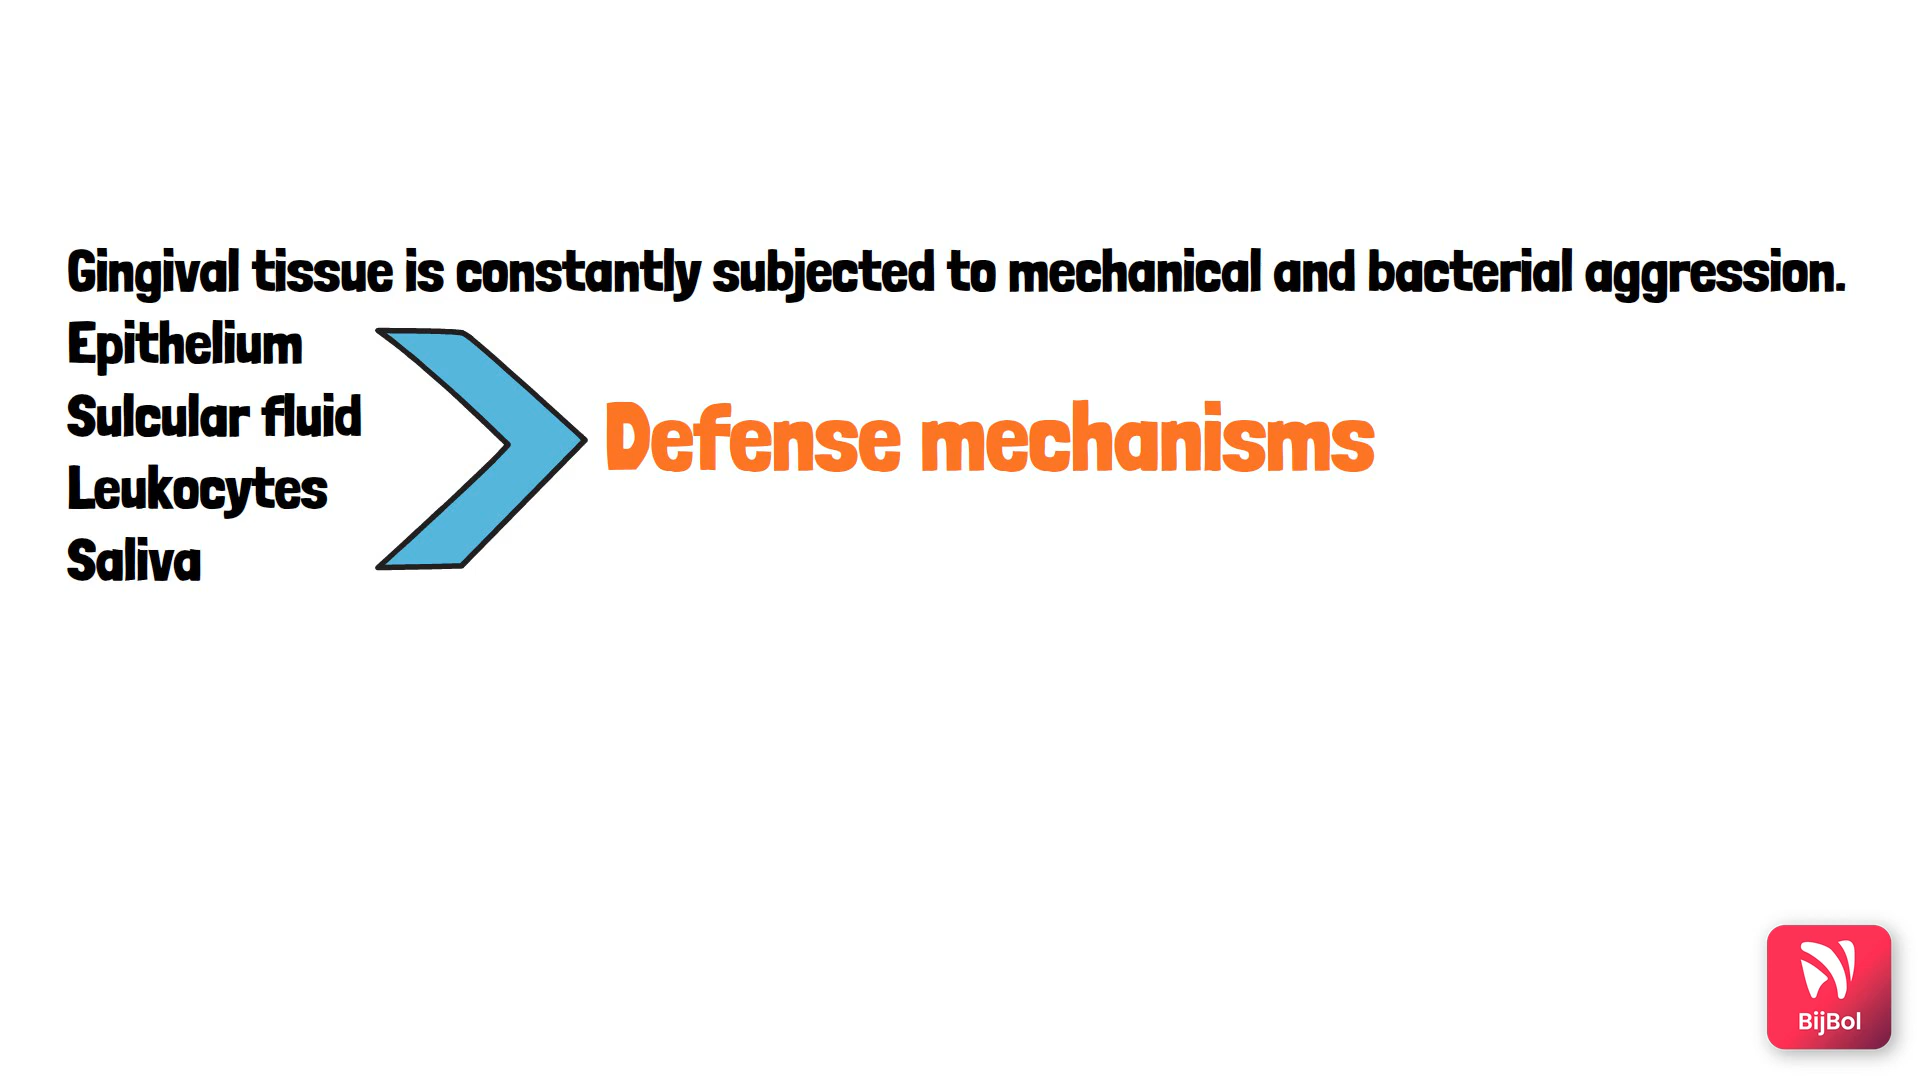 Gingival tissue is constantly subjected to mechanical and bacterial aggression.
Epithelium
Sulcular fluid
Leukocytes
Saliva
Defense mechanisms
BijBol